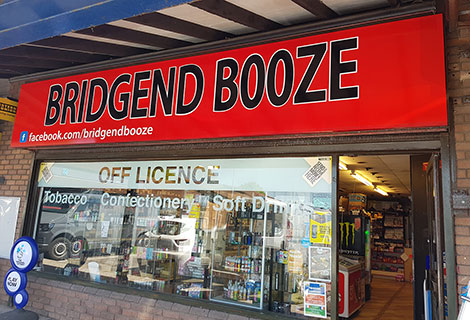 BRIDGEND BOOZE
facebook.com/bridgendbooze
OFF LICENCE
Tobacco Confectionery Soft Drinks